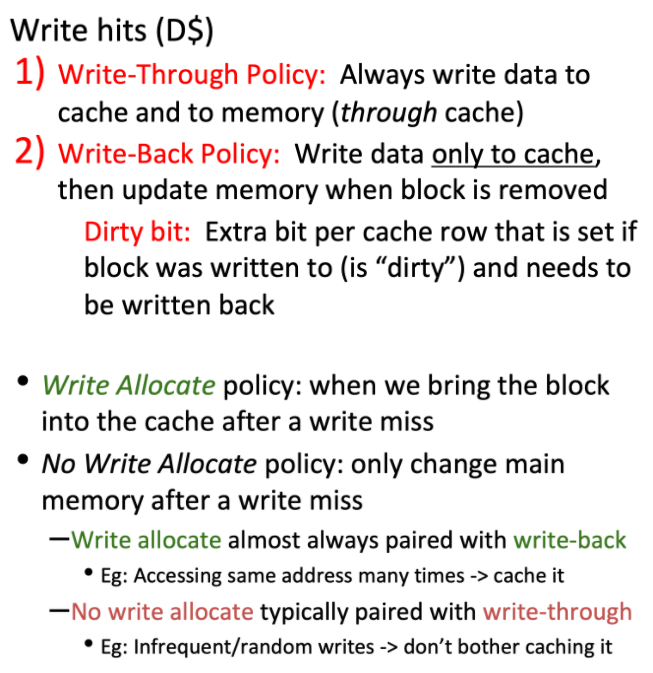 Write hits (D$)
1) Write-Through Policy: Always write data to
cache and to memory (through cache)
2) Write-Back Policy: Write data only to cache,
then update memory when block is removed
Dirty bit: Extra bit per cache row that is set if
block was written to (is “dirty”) and needs to
be written back
• Write Allocate policy: when we bring the block
into the cache after a write miss
• No Write Allocate policy: only change main
memory after a write miss
—Write allocate almost always paired with write-back
• Eg: Accessing same address many times -> cache it
—No write allocate typically paired with write-through
• Eg: Infrequent/random writes -> don’t bother caching it